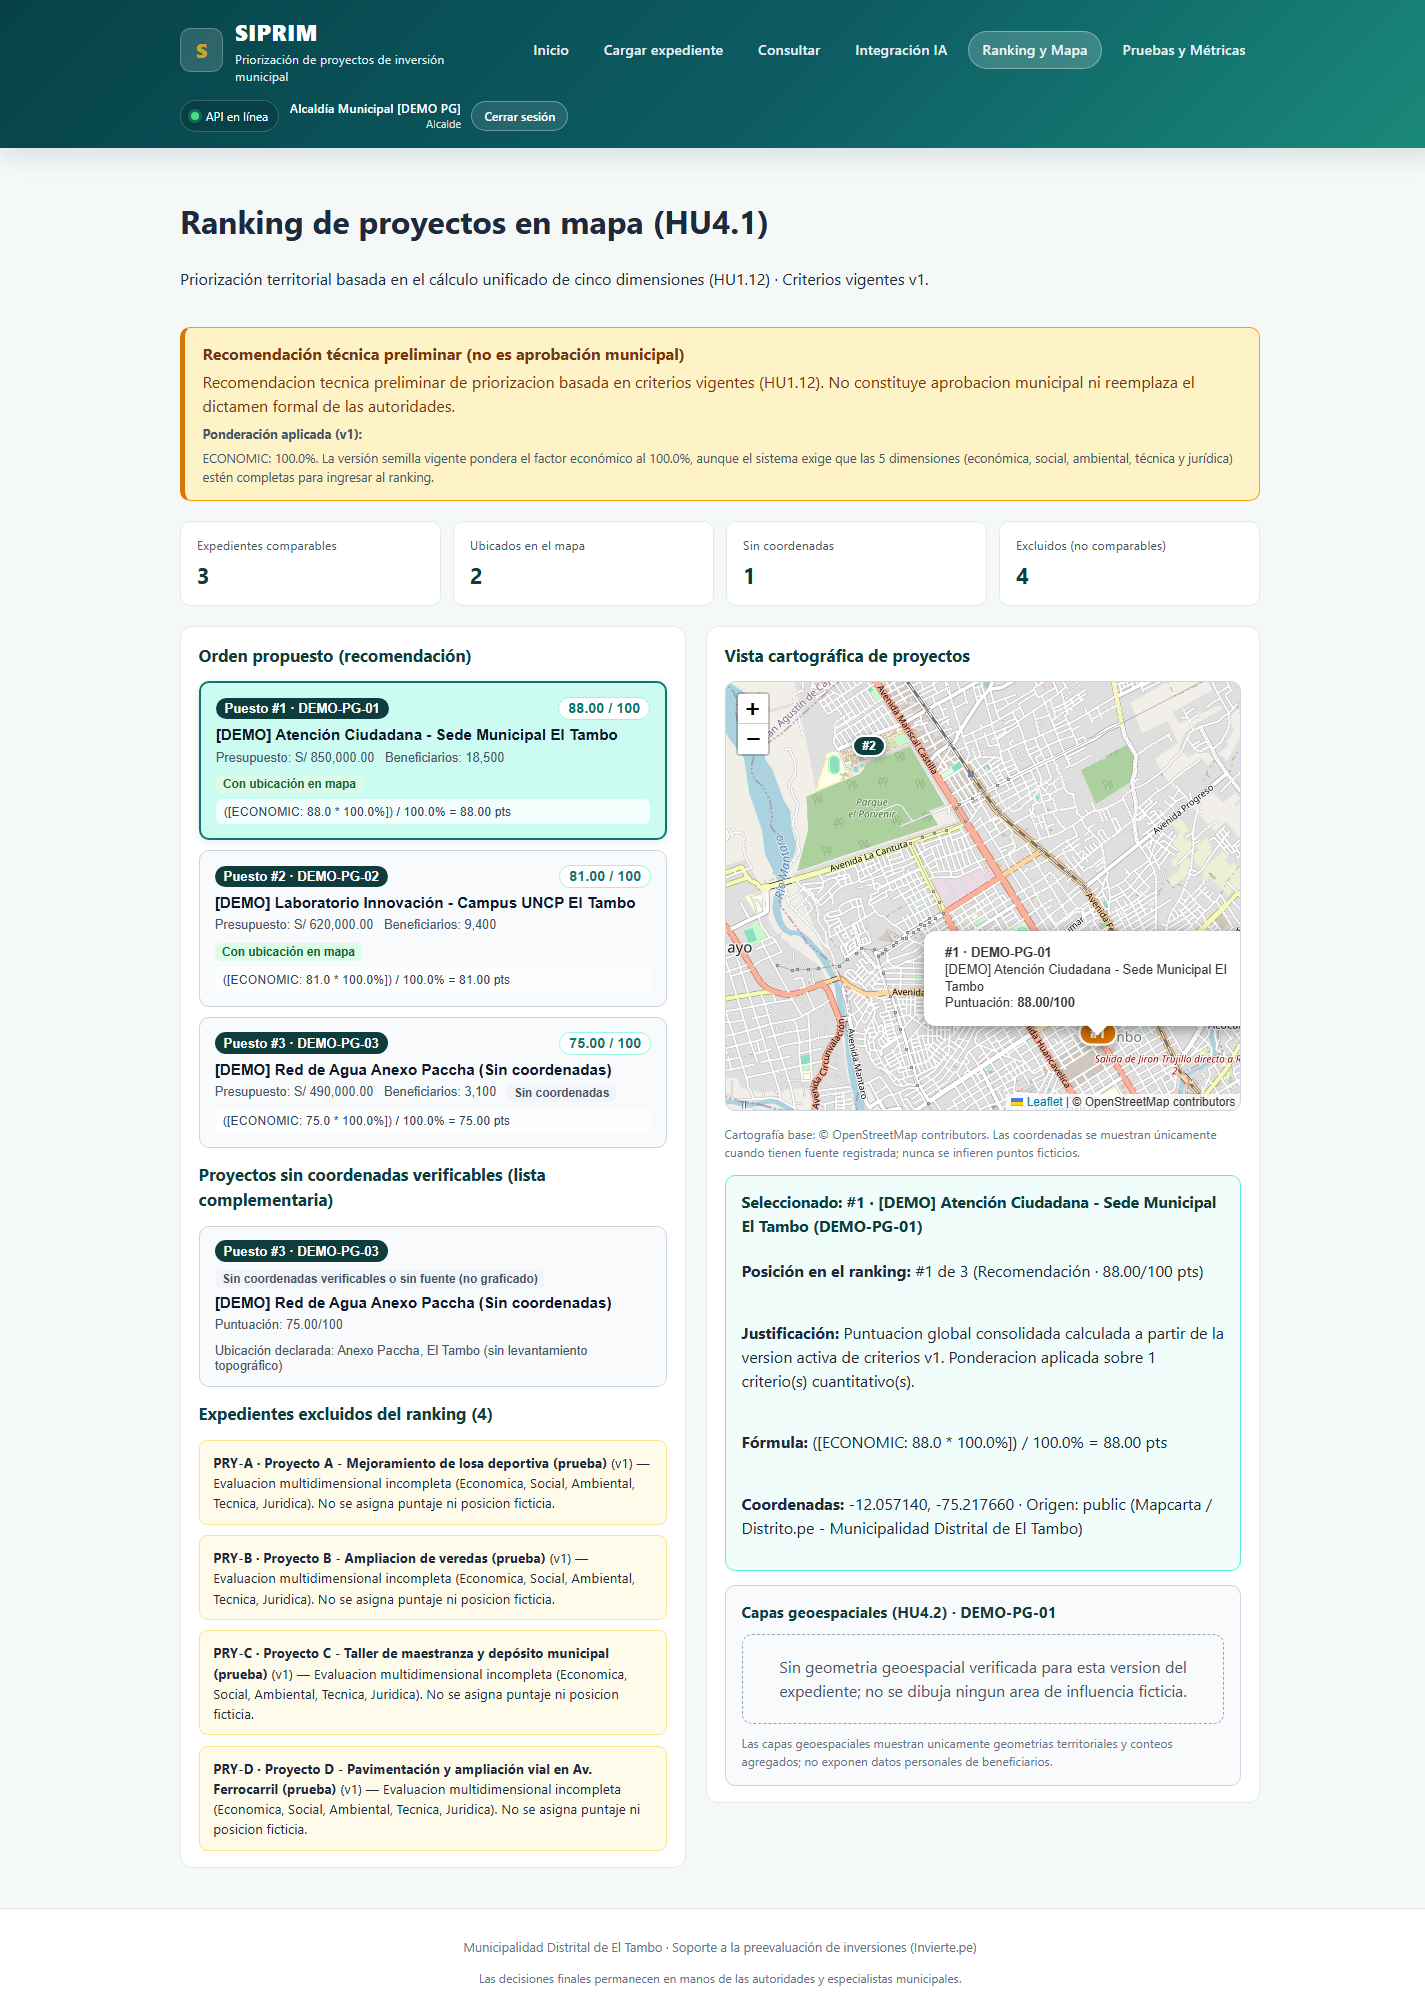 S
SIPRIM
Priorización de proyectos de inversión
municipal
Inicio
Cargar expediente
Consultar
Integración IA
Ranking y Mapa
Pruebas y Métricas
API en línea
Alcaldía Municipal [DEMO PG]
Alcalde
Cerrar sesión
Ranking de proyectos en mapa (HU4.1)
Priorización territorial basada en el cálculo unificado de cinco dimensiones (HU1.12) · Criterios vigentes v1.
Recomendación técnica preliminar (no es aprobación municipal)
Recomendacion tecnica preliminar de priorizacion basada en criterios vigentes (HU1.12). No constituye aprobacion municipal ni reemplaza el
dictamen formal de las autoridades.
Ponderación aplicada (v1):
ECONOMIC: 100.0%. La versión semilla vigente pondera el factor económico al 100.0%, aunque el sistema exige que las 5 dimensiones (económica, social, ambiental, técnica y jurídica)
estén completas para ingresar al ranking.
Expedientes comparables
3
Ubicados en el mapa
2
Sin coordenadas
1
Excluidos (no comparables)
4
Orden propuesto (recomendación)
Puesto #1 · DEMO-PG-01
88.00 / 100
[DEMO] Atención Ciudadana - Sede Municipal El Tambo
Presupuesto: S/ 850,000.00 Beneficiarios: 18,500
Con ubicación en mapa
([ECONOMIC: 88.0 * 100.0%]) / 100.0% = 88.00 pts
Puesto #2 · DEMO-PG-02
81.00 / 100
[DEMO] Laboratorio Innovación - Campus UNCP El Tambo
Presupuesto: S/ 620,000.00 Beneficiarios: 9,400
Con ubicación en mapa
([ECONOMIC: 81.0 * 100.0%]) / 100.0% = 81.00 pts
Puesto #3 · DEMO-PG-03
75.00 / 100
[DEMO] Red de Agua Anexo Paccha (Sin coordenadas)
Presupuesto: S/ 490,000.00 Beneficiarios: 3,100 Sin coordenadas
([ECONOMIC: 75.0 * 100.0%]) / 100.0% = 75.00 pts
Proyectos sin coordenadas verificables (lista
complementaria)
Puesto #3 · DEMO-PG-03
Sin coordenadas verificables o sin fuente (no graficado)
[DEMO] Red de Agua Anexo Paccha (Sin coordenadas)
Puntuación: 75.00/100
Ubicación declarada: Anexo Paccha, El Tambo (sin levantamiento
topográfico)
Expedientes excluidos del ranking (4)
PRY-A · Proyecto A - Mejoramiento de losa deportiva (prueba) (v1) —
Evaluacion multidimensional incompleta (Economica, Social, Ambiental,
Tecnica, Juridica). No se asigna puntaje ni posicion ficticia.
PRY-B · Proyecto B - Ampliacion de veredas (prueba) (v1) —
Evaluacion multidimensional incompleta (Economica, Social, Ambiental,
Tecnica, Juridica). No se asigna puntaje ni posicion ficticia.
PRY-C · Proyecto C - Taller de maestranza y depósito municipal
(prueba) (v1) — Evaluacion multidimensional incompleta (Economica,
Social, Ambiental, Tecnica, Juridica). No se asigna puntaje ni posicion
ficticia.
PRY-D · Proyecto D - Pavimentación y ampliación vial en Av.
Ferrocarril (prueba) (v1) — Evaluacion multidimensional incompleta
(Economica, Social, Ambiental, Tecnica, Juridica). No se asigna puntaje ni
posicion ficticia.
Vista cartográfica de proyectos
+
−
#2
Avenida Mariscal Castilla
Parque
el Porvenir
Avenida La Cantuta
Río Mantaro
Avenida Progreso
ayo
Avenida
#1 · DEMO-PG-01
[DEMO] Atención Ciudadana - Sede Municipal El
Tambo
Puntuación: 88.00/100
#1
nbo
Avenida Circunvalación
Avenida Mantaro
Salida de Jiron Trujillo directo a R
2
Leaflet | © OpenStreetMap contributors
Cartografía base: © OpenStreetMap contributors. Las coordenadas se muestran únicamente
cuando tienen fuente registrada; nunca se infieren puntos ficticios.
Seleccionado: #1 · [DEMO] Atención Ciudadana - Sede Municipal
El Tambo (DEMO-PG-01)
Posición en el ranking: #1 de 3 (Recomendación · 88.00/100 pts)
Justificación: Puntuacion global consolidada calculada a partir de la
version activa de criterios v1. Ponderacion aplicada sobre 1
criterio(s) cuantitativo(s).
Fórmula: ([ECONOMIC: 88.0 * 100.0%]) / 100.0% = 88.00 pts
Coordenadas: -12.057140, -75.217660 · Origen: public (Mapcarta /
Distrito.pe - Municipalidad Distrital de El Tambo)
Capas geoespaciales (HU4.2) · DEMO-PG-01
Sin geometria geoespacial verificada para esta version del
expediente; no se dibuja ningun area de influencia ficticia.
Las capas geoespaciales muestran unicamente geometrias territoriales y conteos
agregados; no exponen datos personales de beneficiarios.
Municipalidad Distrital de El Tambo · Soporte a la preevaluación de inversiones (Invierte.pe)
Las decisiones finales permanecen en manos de las autoridades y especialistas municipales.